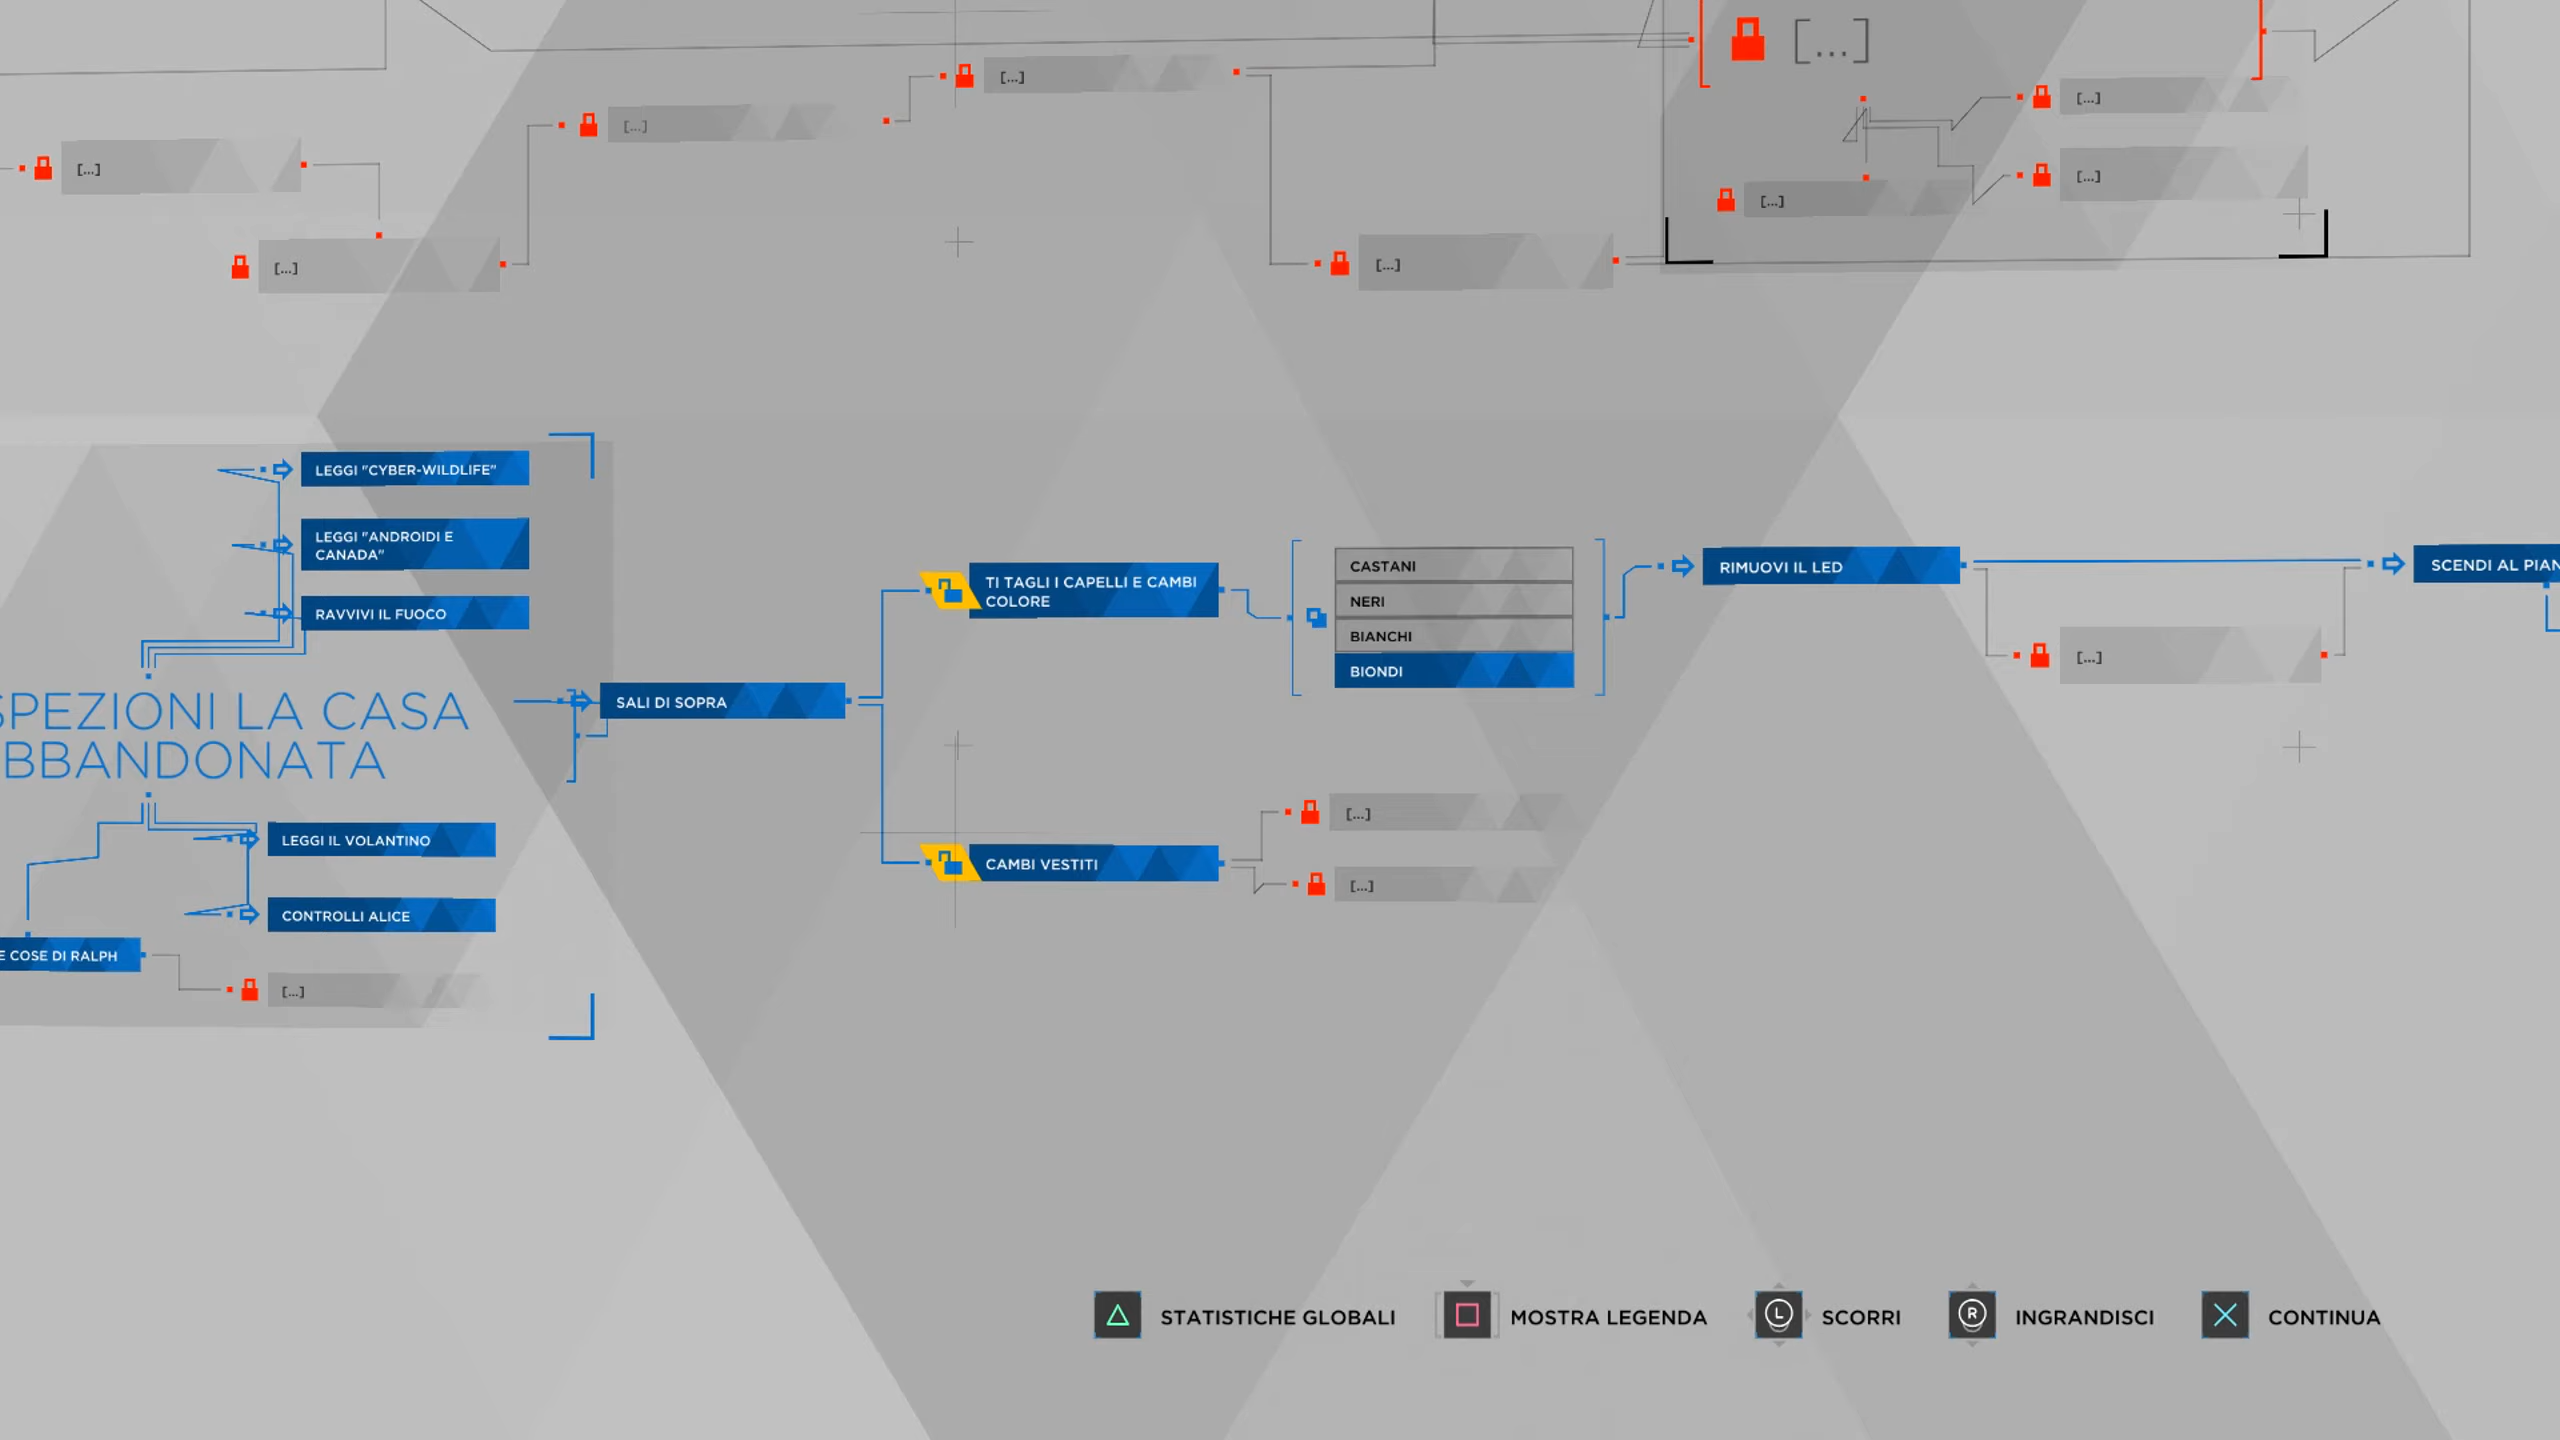 [...]
[...]
[...]
[...]
[...]
[...]
[...]
[...]
[...]
[...]
LEGGI "CYBER-WILDLIFE"
LEGGI "ANDROIDI E
CANADA"
RAVVIVI IL FUOCO
SPEZIONI LA CASA
BBANDONATA
LEGGI IL VOLANTINO
CONTROLLI ALICE
E COSE DI RALPH
[...]
SALI DI SOPRA
TI TAGLI I CAPELLI E CAMBI
COLORE
CASTANI
NERI
BIANCHI
BIONDI
RIMUOVI IL LED
[...]
SCENDI AL PIAN
CAMBI VESTITI
[...]
[...]
STATISTICHE GLOBALI
MOSTRA LEGENDA
L
SCORRI
R
INGRANDISCI
CONTINUA